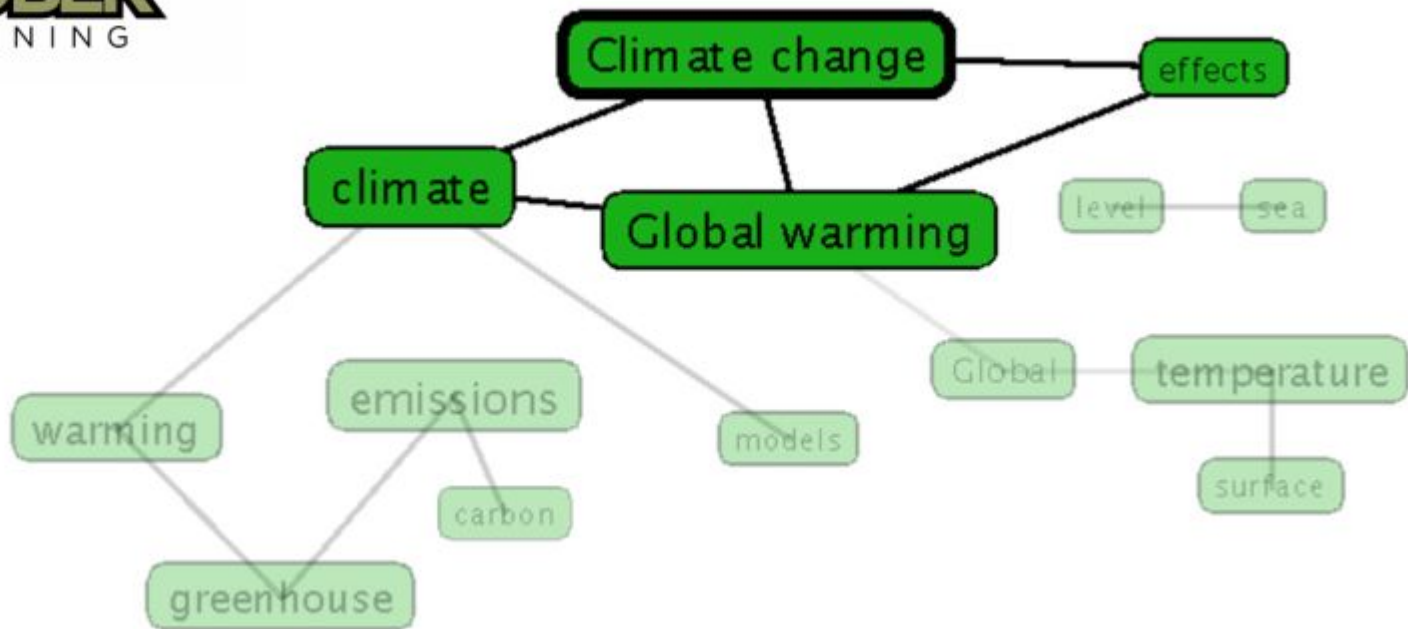 NING
Climate change
effects
climate
Global warming
level
sea
Global
temperature
warming
emissions
models
surface
carbon
greenhouse